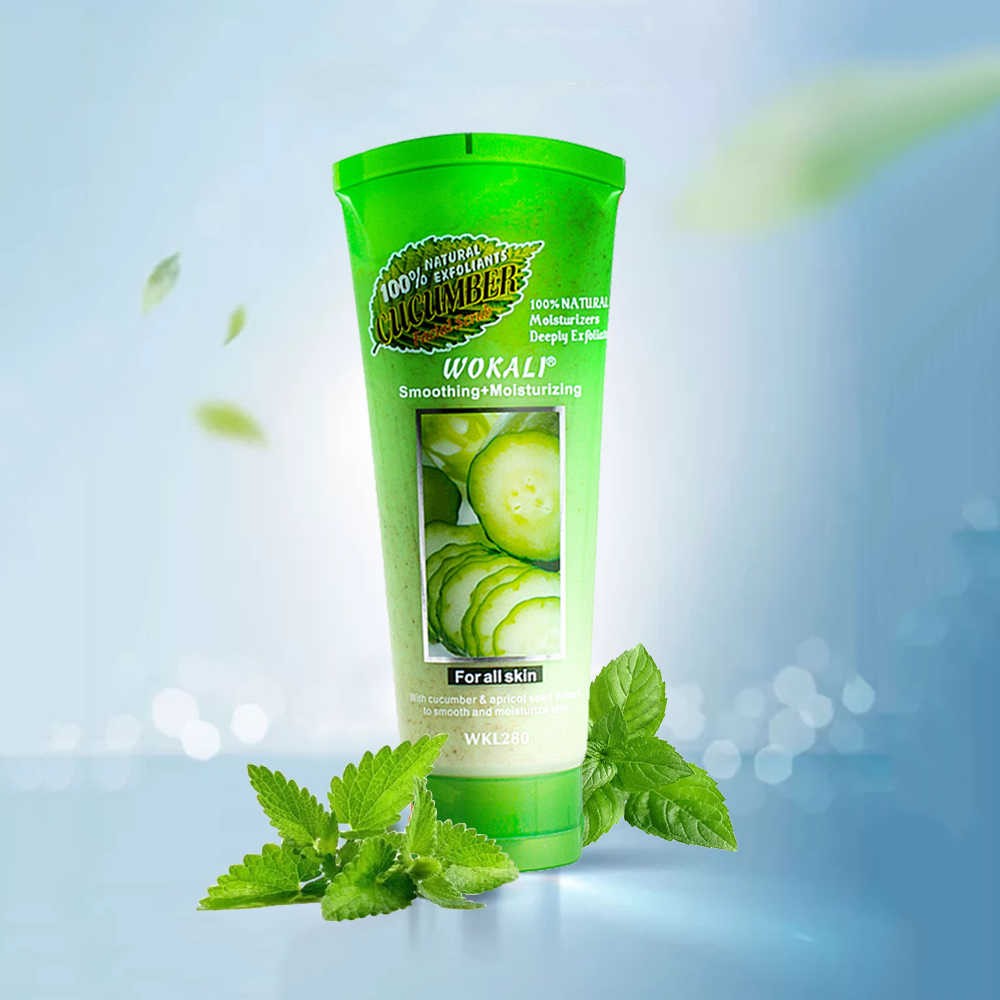 100% NATURAL
EXFOLIANTS
CUCUMBER
100% NATURAL
Moisturizers
Deeply
WOKALI®
Smoothing+Moisturizing
For all skin
With cucumber & apricot
to smooth and moisturize
WKL280